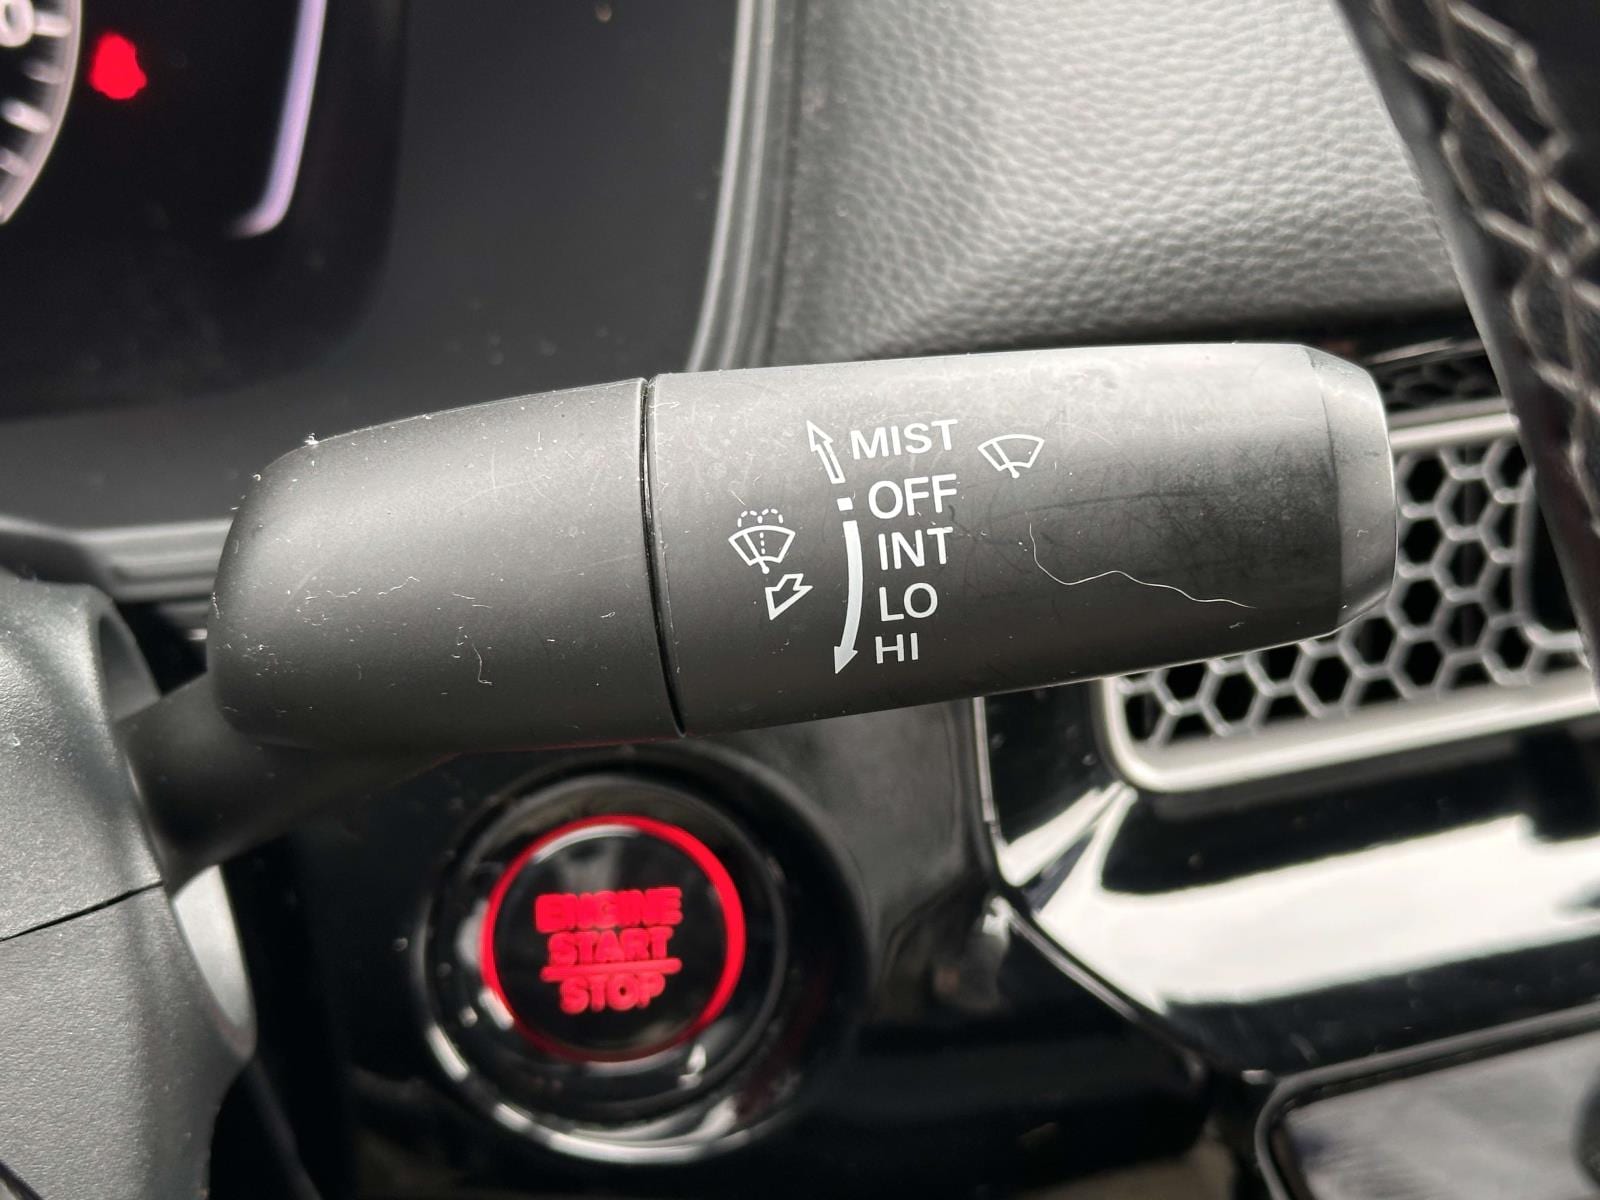 MIST
OFF
INT
LO
HI
ENGINE
START
STOP